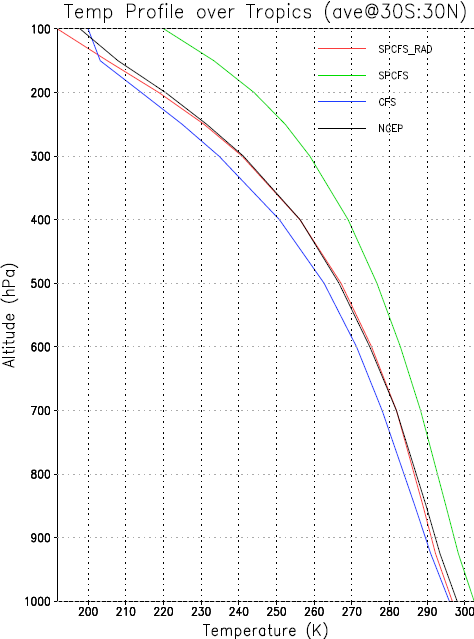 Temp Profile over Tropics (ave@30S:30N)
SPCFS_RAD
SPCFS
CFS
NCEP
100
200
300
400
500
600
700
800
900
1000
Altitude (hPa)
200 210 220 230 240 250 260 270 280 290 300
Temperature (K)